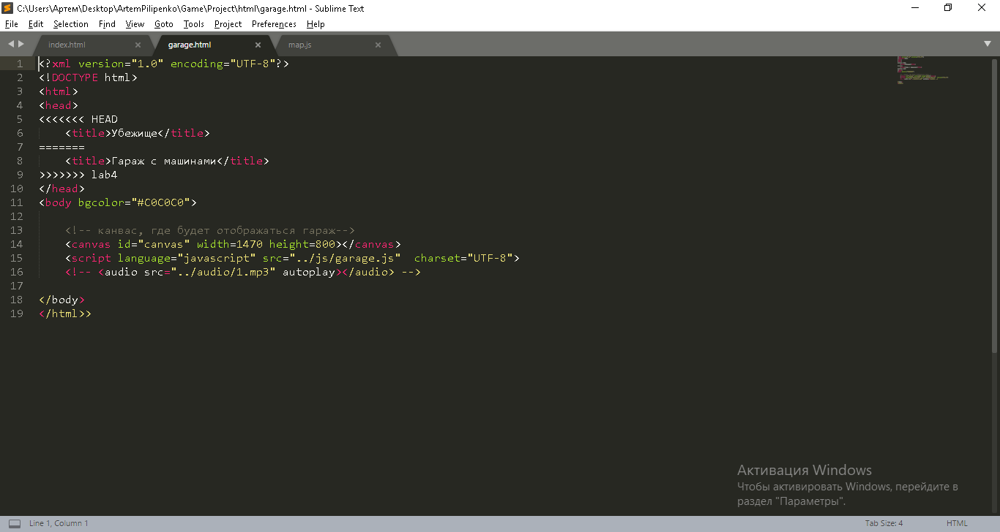 C:\Users\Артем\Desktop\ArtemPilipenko\Game\Project\html\garage.html - Sublime Text
File Edit Selection Find View Goto Tools Project Preferences Help
index.html × garage.html × map.js ×
1 <?xml version="1.0" encoding="UTF-8"?>
2 <!DOCTYPE html>
3 <html>
4 <head>
5 <<<<<<< HEAD
6     <title>Убежище</title>
7 =======
8     <title>Гараж с машинами</title>
9 >>>>>>> lab4
10 </head>
11 <body bgcolor="#C0C0C0">
12
13     <!-- канвас, где будет отображаться гараж-->
14     <canvas id="canvas" width=1470 height=800></canvas>
15     <script language="javascript" src="../js/garage.js"  charset="UTF-8">
16     <!-- <audio src="../audio/1.mp3" autoplay></audio> -->
17
18 </body>
19 </html>>
Активация Windows
Чтобы активировать Windows, перейдите в
раздел "Параметры".
Line 1, Column 1 Tab Size: 4 HTML